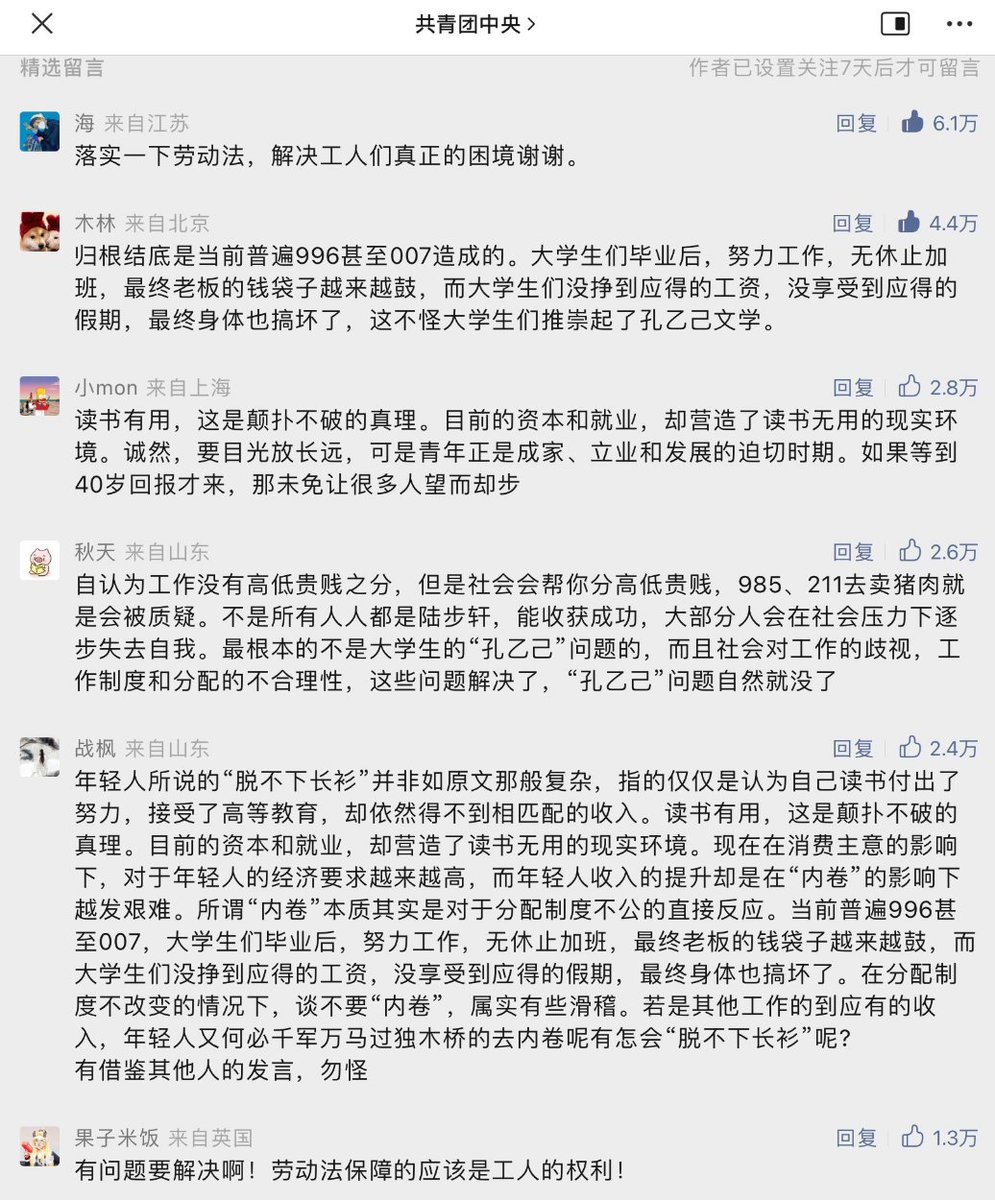 共青团中央
精选留言 作者已设置关注7天后才可留言
海 来自江苏 回复 6.1万
落实一下劳动法，解决工人们真正的困境谢谢。
木林 来自北京 回复 4.4万
归根结底是当前普遍996甚至007造成的。大学生们毕业后，努力工作，无休止加
班，最终老板的钱袋子越来越鼓，而大学生们没挣到应得的工资，没享受到应得的
假期，最终身体也搞坏了，这不怪大学生们推崇起了孔乙己文学。
小mon 来自上海 回复 2.8万
读书有用，这是颠扑不破的真理。目前的资本和就业，却营造了读书无用的现实环
境。诚然，要目光放长远，可是青年正是成家、立业和发展的迫切时期。如果等到
40岁回报才来，那未免让很多人望而却步
秋天 来自山东 回复 2.6万
自认为工作没有高低贵贱之分，但是社会会帮你分高低贵贱，985、211去卖猪肉就
是会被质疑。不是所有人人都是陆步轩，能收获成功，大部分人会在社会压力下逐
步失去自我。最根本的不是大学生的“孔乙己”问题的，而且社会对工作的歧视，工
作制度和分配的不合理性，这些问题解决了，“孔乙己”问题自然就没了
战枫 来自山东 回复 2.4万
年轻人所说的“脱不下长衫”并非如原文那般复杂，指的仅仅是认为自己读书付出了
努力，接受了高等教育，却依然得不到相匹配的收入。读书有用，这是颠扑不破的
真理。目前的资本和就业，却营造了读书无用的现实环境。现在在消费主意的影响
下，对于年轻人的经济要求越来越高，而年轻人收入的提升却是在“内卷”的影响下
越发艰难。所谓“内卷”本质其实是对于分配制度不公的直接反应。当前普遍996甚
至007，大学生们毕业后，努力工作，无休止加班，最终老板的钱袋子越来越鼓，而
大学生们没挣到应得的工资，没享受到应得的假期，最终身体也搞坏了。在分配制
度不改变的情况下，谈不要“内卷”，属实有些滑稽。若是其他工作的到应有的收
入，年轻人又何必千军万马过独木桥的去内卷呢有怎会“脱不下长衫”呢？
有借鉴其他人的发言，勿怪
果子米饭 来自英国 回复 1.3万
有问题要解决啊！劳动法保障的应该是工人的权利！